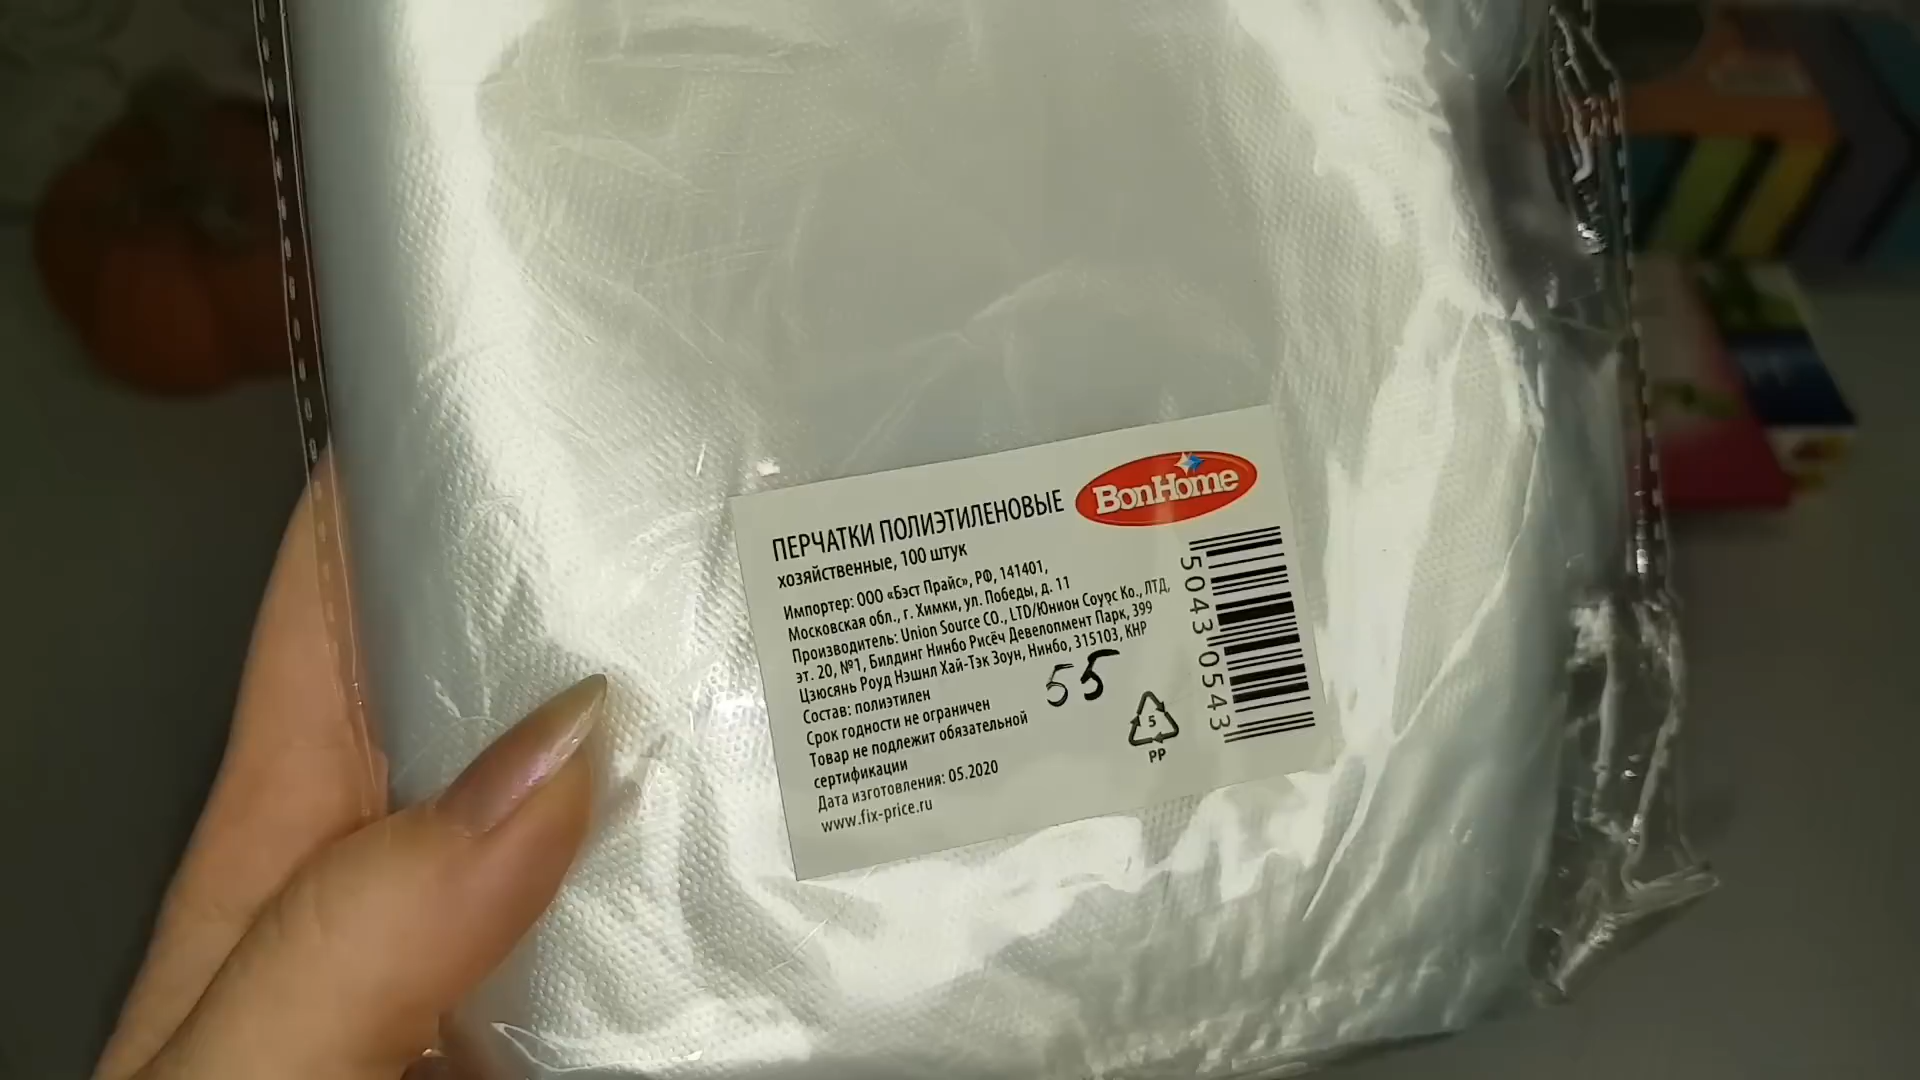 BonHome
ПЕРЧАТКИ ПОЛИЭТИЛЕНОВЫЕ
хозяйственные, 100 штук
Импортер: ООО «Бэст Прайс», РФ, 141401,
Московская обл., г. Химки, ул. Победы, д. 11
Производитель: Union Source CO., LTD/Юнион Соурс Ко., ЛТД,
эт. 20, №1, Билдинг Нинбо Рисёч Девелопмент Парк, 399
Цзюсянь Роуд Нэшнл Хай-Тэк Зоун, Нинбо, 315103, КНР
Состав: полиэтилен
Срок годности не ограничен
Товар не подлежит обязательной
сертификации
Дата изготовления: 05.2020
www.fix-price.ru
55
5
PP
5043 0543